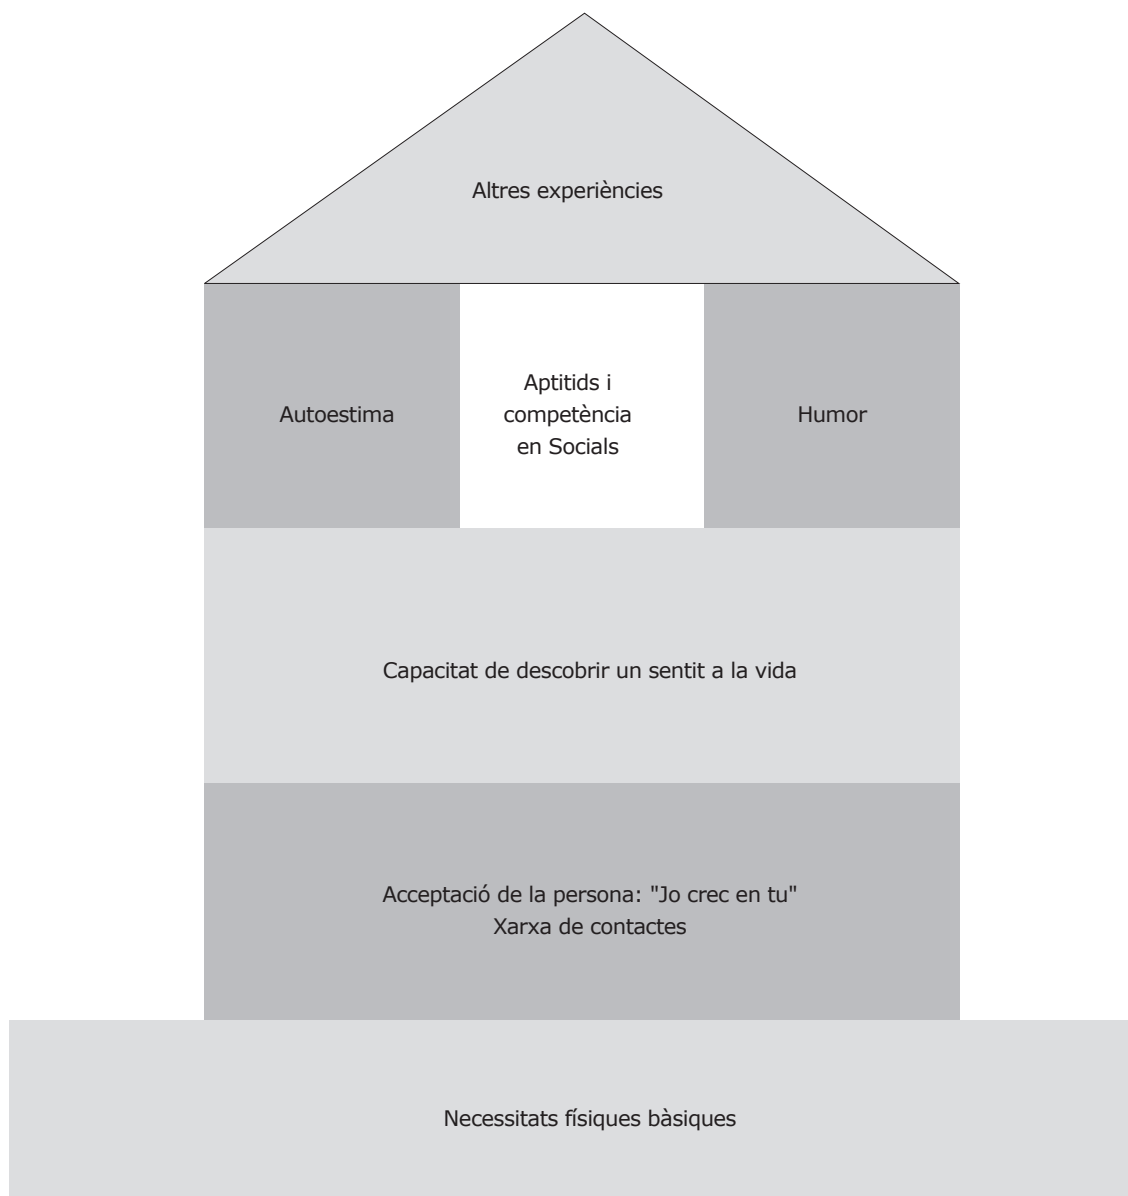 Altres experiències
Autoestima
Aptitids i
competència
en Socials
Humor
Capacitat de descobrir un sentit a la vida
Acceptació de la persona: "Jo crec en tu"
Xarxa de contactes
Necessitats físiques bàsiques